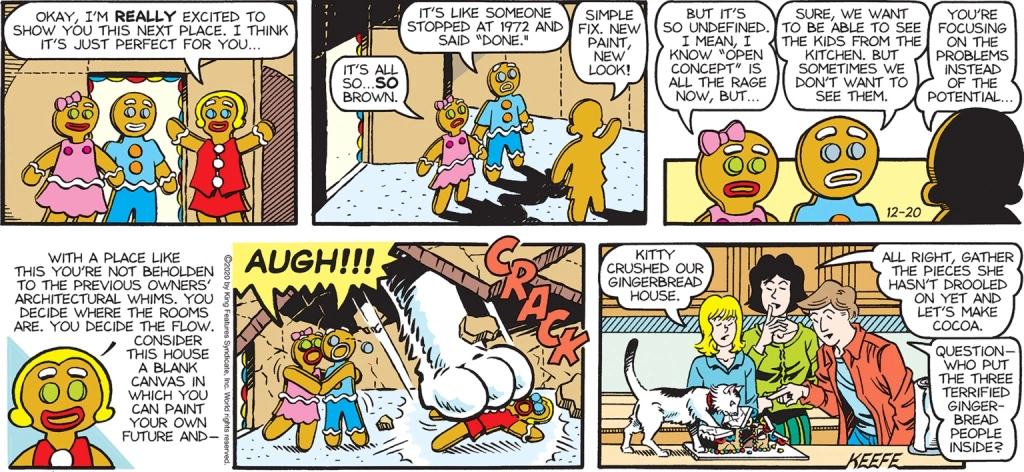 OKAY, I'M REALLY EXCITED TO
SHOW YOU THIS NEXT PLACE. I THINK
IT'S JUST PERFECT FOR YOU...
IT'S LIKE SOMEONE
STOPPED AT 1972 AND
SAID "DONE."
IT'S ALL
SO...SO
BROWN.
SIMPLE
FIX. NEW
PAINT,
NEW
LOOK!
BUT IT'S
SO UNDEFINED.
I MEAN, I
KNOW "OPEN
CONCEPT" IS
ALL THE RAGE
NOW, BUT...
SURE, WE WANT
TO BE ABLE TO SEE
THE KIDS FROM THE
KITCHEN. BUT
SOMETIMES WE
DON'T WANT TO
SEE THEM.
YOU'RE
FOCUSING
ON THE
PROBLEMS
INSTEAD
OF THE
POTENTIAL...
12-20
WITH A PLACE LIKE
THIS YOU'RE NOT BEHOLDEN
TO THE PREVIOUS OWNERS'
ARCHITECTURAL WHIMS. YOU
DECIDE WHERE THE ROOMS
ARE. YOU DECIDE THE FLOW.
CONSIDER
THIS HOUSE
A BLANK
CANVAS IN
WHICH YOU
CAN PAINT
YOUR OWN
FUTURE AND—
©2020 by King Features Syndicate, Inc. World rights reserved.
AUGH!!!
CRACK
KITTY
CRUSHED OUR
GINGERBREAD
HOUSE.
ALL RIGHT, GATHER
THE PIECES SHE
HASN'T DROOLED
ON YET AND
LET'S MAKE
COCOA.
QUESTION—
WHO PUT
THE THREE
TERRIFIED
GINGER-
BREAD
PEOPLE
INSIDE?
KEEFE